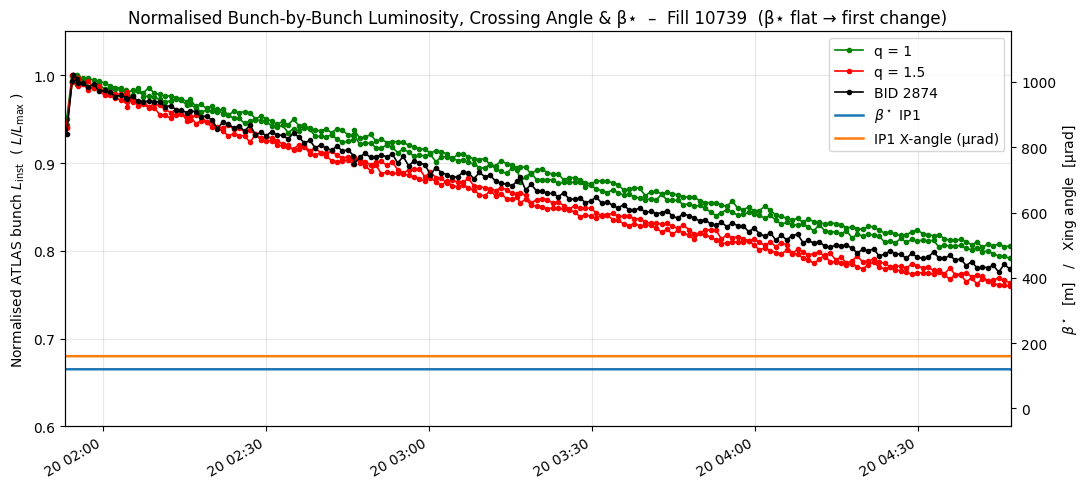 Normalised Bunch-by-Bunch Luminosity, Crossing Angle & β⋆ – Fill 10739 (β⋆ flat → first change)
Normalised ATLAS bunch L_inst ( L/L_max )
1.0
0.9
0.8
0.7
0.6
q = 1
q = 1.5
BID 2874
β⋆ IP1
IP1 X-angle (μrad)
1000
800
600
400
200
0
β⋆ [m] / Xing angle [μrad]
20 02:00
20 02:30
20 03:00
20 03:30
20 04:00
20 04:30